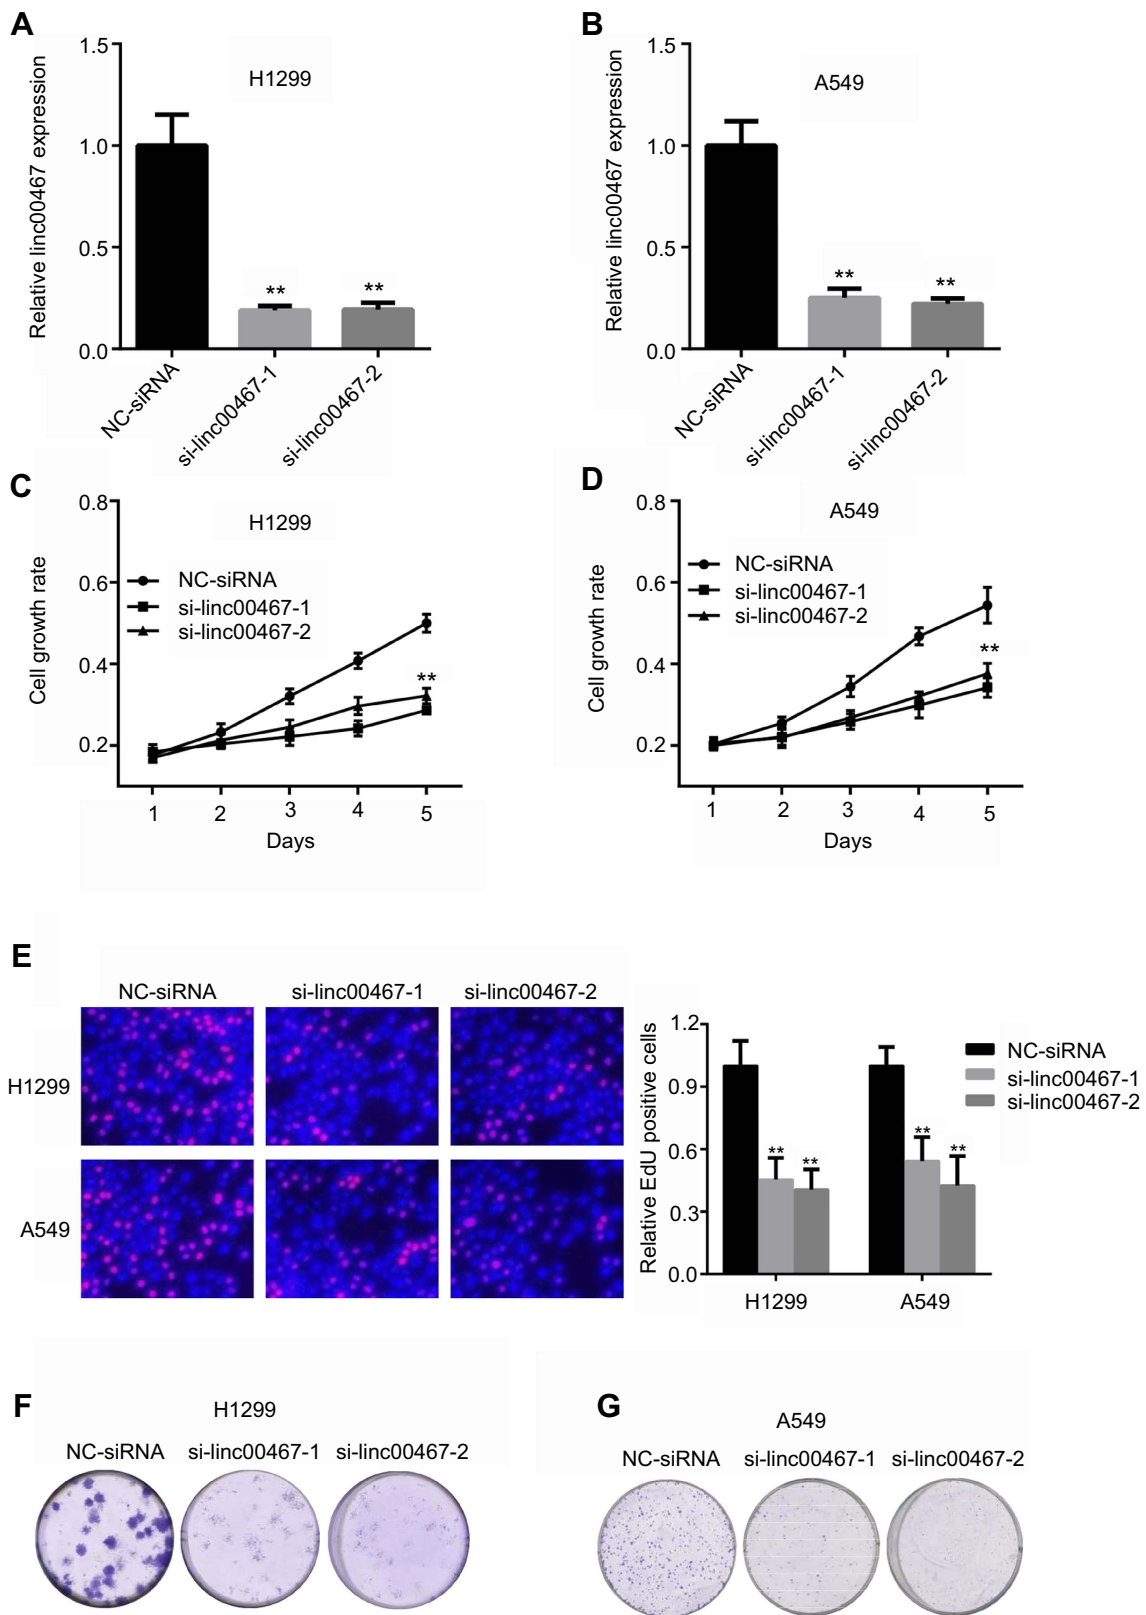 A
H1299
Relative linc00467 expression
1.5
1.0
0.5
0.0
**
**
NC-siRNA
si-linc00467-1
si-linc00467-2
B
A549
Relative linc00467 expression
1.5
1.0
0.5
0.0
**
**
NC-siRNA
si-linc00467-1
si-linc00467-2
C
H1299
Cell growth rate
0.8
0.6
0.4
0.2
NC-siRNA
si-linc00467-1
si-linc00467-2
**
1 2 3 4 5
Days
D
A549
Cell growth rate
0.8
0.6
0.4
0.2
NC-siRNA
si-linc00467-1
si-linc00467-2
**
1 2 3 4 5
Days
E
NC-siRNA si-linc00467-1 si-linc00467-2
H1299
A549
Relative EdU positive cells
1.2
0.9
0.6
0.3
0.0
** **
** **
H1299 A549
NC-siRNA
si-linc00467-1
si-linc00467-2
F
H1299
NC-siRNA si-linc00467-1 si-linc00467-2
G
A549
NC-siRNA si-linc00467-1 si-linc00467-2